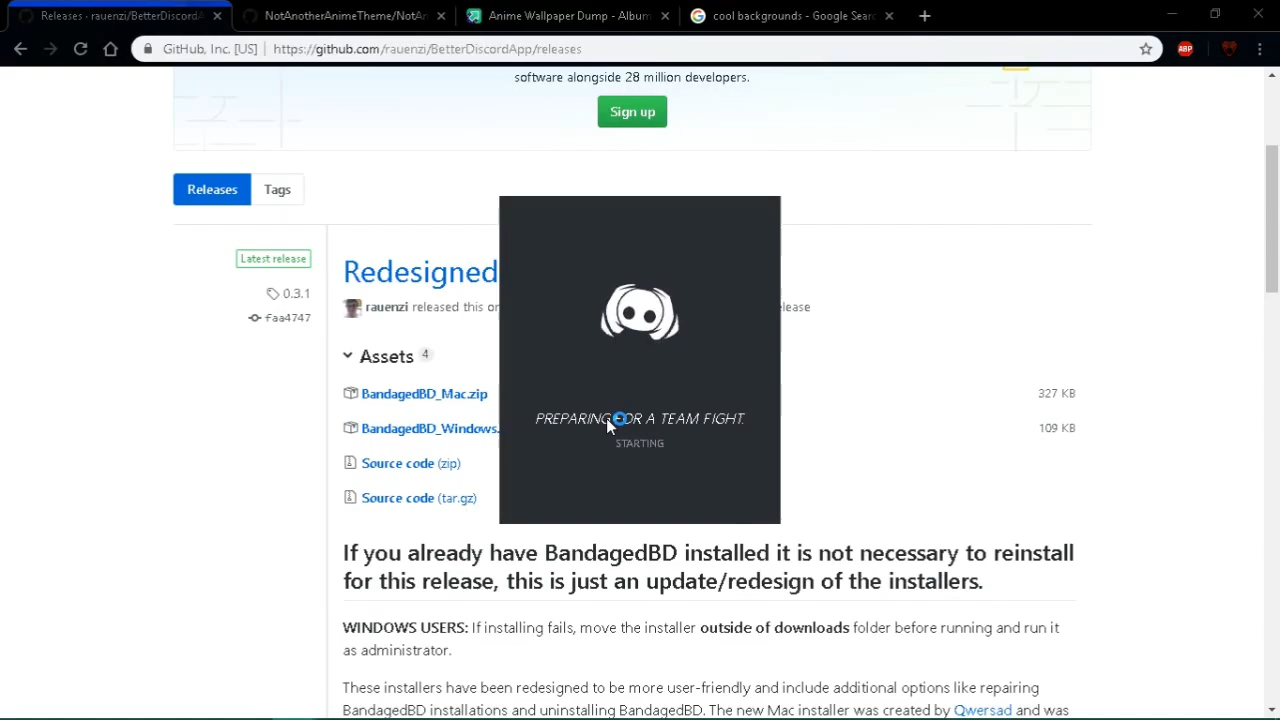 Releases · rauenzi/BetterDiscordA
NotAnotherAnimeTheme/NotAn
Anime Wallpaper Dump - Album
cool backgrounds - Google Searc
GitHub, Inc. [US]
https://github.com/rauenzi/BetterDiscordApp/releases
ABP
software alongside 28 million developers.
Sign up
Releases
Tags
Latest release
0.3.1
faa4747
Redesigned
rauenzi released this on
elease
Assets 4
BandagedBD_Mac.zip
327 KB
BandagedBD_Windows.
109 KB
Source code (zip)
Source code (tar.gz)
PREPARING FOR A TEAM FIGHT.
STARTING
If you already have BandagedBD installed it is not necessary to reinstall
for this release, this is just an update/redesign of the installers.
WINDOWS USERS: If installing fails, move the installer outside of downloads folder before running and run it
as administrator.
These installers have been redesigned to be more user-friendly and include additional options like repairing
BandagedBD installations and uninstalling BandagedBD. The new Mac installer was created by Qwersad and was